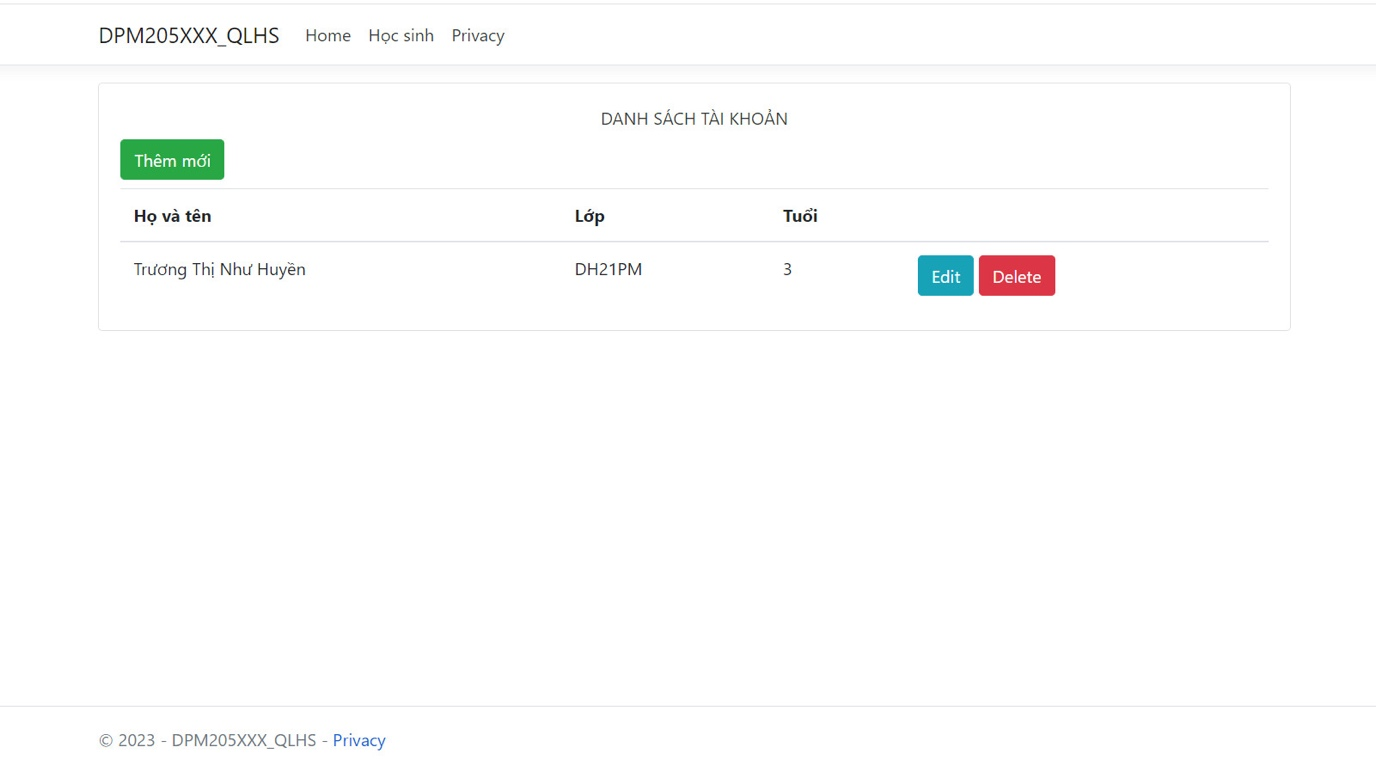 DPM205XXX_QLHS Home Học sinh Privacy
DANH SÁCH TÀI KHOẢN
Thêm mới
Họ và tên Lớp Tuổi
Trương Thị Như Huyền DH21PM 3 Edit Delete
© 2023 - DPM205XXX_QLHS - Privacy